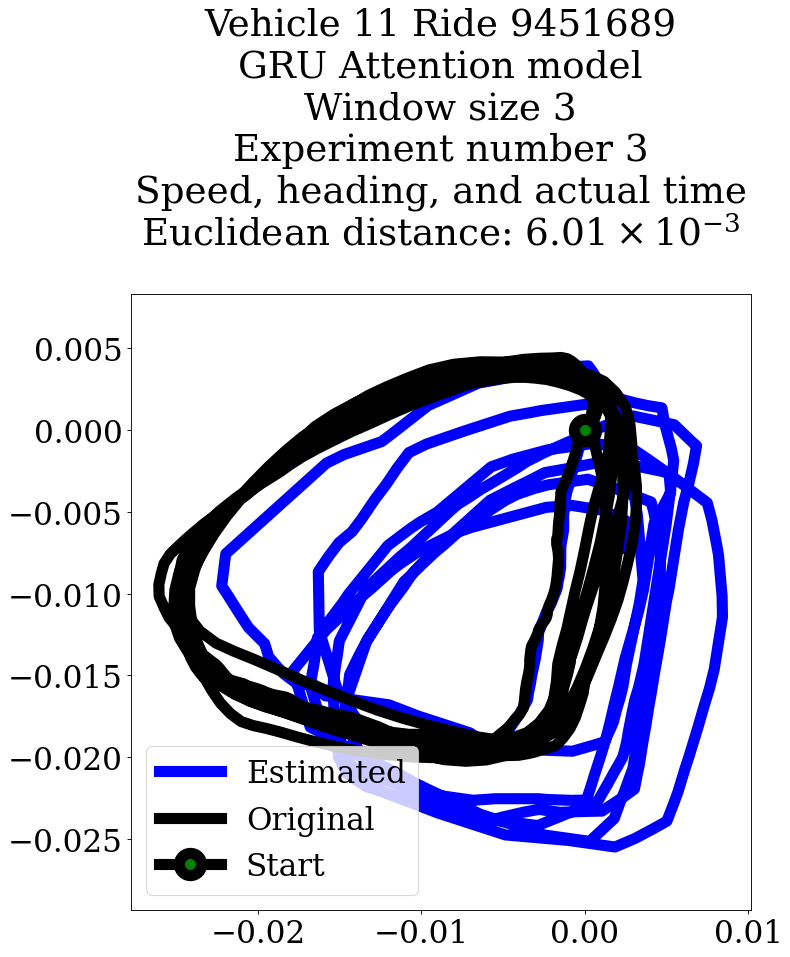 Vehicle 11 Ride 9451689
GRU Attention model
Window size 3
Experiment number 3
Speed, heading, and actual time
Euclidean distance: 6.01 × 10⁻³
0.005
0.000
−0.005
−0.010
−0.015
−0.020
−0.025
Estimated
Original
Start
−0.02
−0.01
0.00
0.01